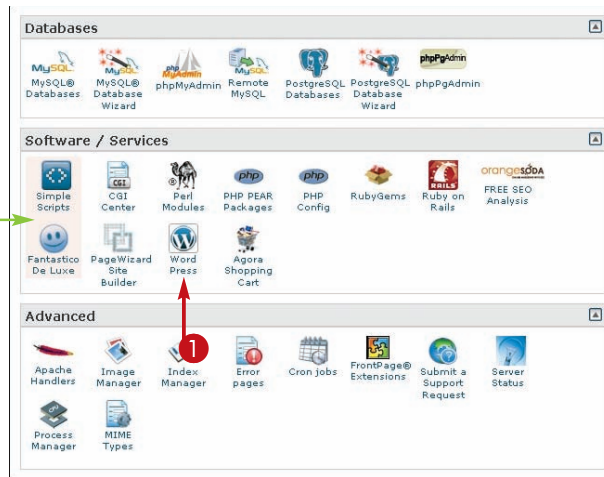 Databases
MySQL MySQL phpMyAdmin MySQL phpPgAdmin
MySQL® MySQL® phpMyAdmin Remote PostgreSQL PostgreSQL phpPgAdmin
Databases Database MySQL Databases Database
Wizard Wizard
Software / Services
CGI php php RAILS orangesoda
Simple CGI Perl PHP PEAR PHP RubyGems Ruby on FREE SEO
Scripts Center Modules Packages Config Rails Analysis
Fantastico PageWizard Word Agora
De Luxe Site Press Shopping
Builder Cart
Advanced
1
Apache Image Index Error Cron jobs FrontPage® Submit a Server
Handlers Manager Manager pages Extensions Support Status
Request
Process MIME
Manager Types